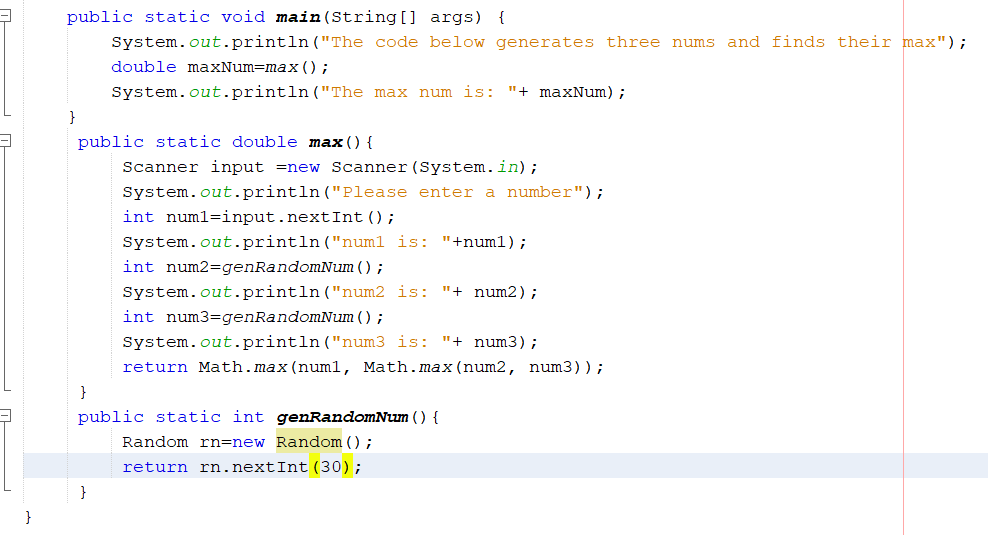 public static void main(String[] args) {
System.out.println("The code below generates three nums and finds their max");
double maxNum=max();
System.out.println("The max num is: "+ maxNum);
}
public static double max(){
Scanner input =new Scanner(System.in);
System.out.println("Please enter a number");
int num1=input.nextInt();
System.out.println("num1 is: "+num1);
int num2=genRandomNum();
System.out.println("num2 is: "+ num2);
int num3=genRandomNum();
System.out.println("num3 is: "+ num3);
return Math.max(num1, Math.max(num2, num3));
}
public static int genRandomNum(){
Random rn=new Random();
return rn.nextInt(30);
}
}